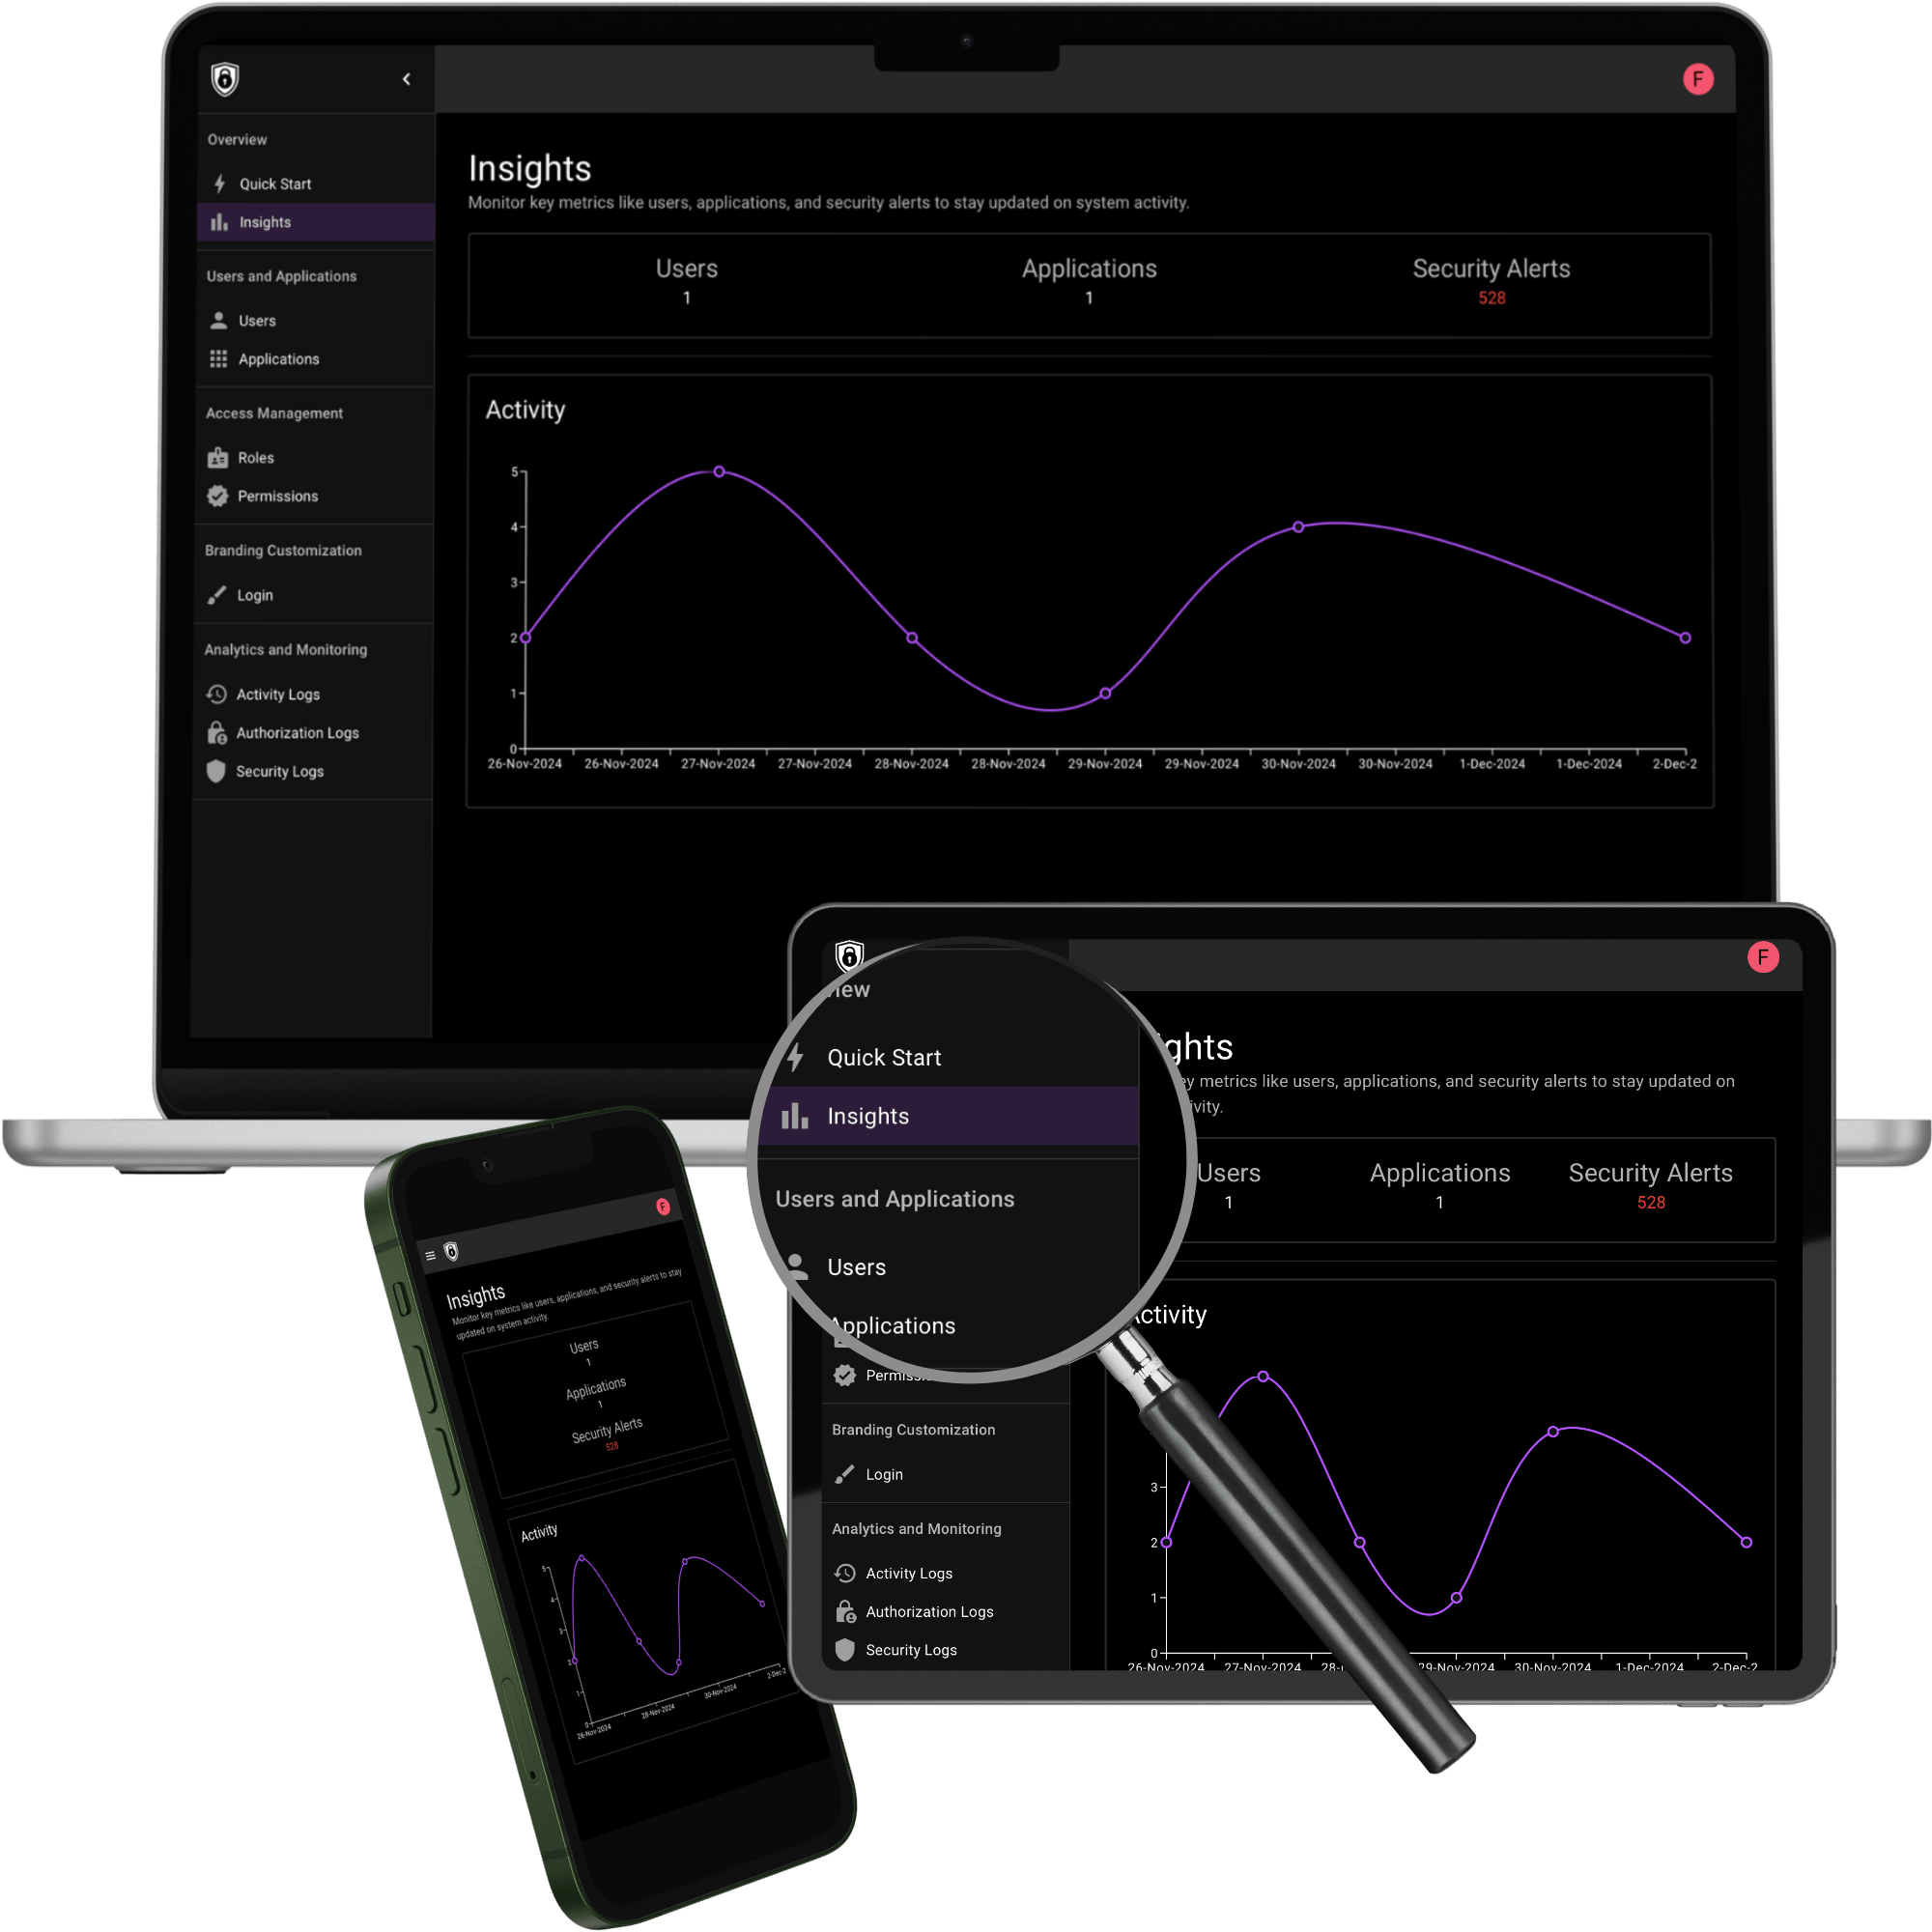 F
Overview
Quick Start
Insights
Users and Applications
Users
Applications
Access Management
Roles
Permissions
Branding Customization
Login
Analytics and Monitoring
Activity Logs
Authorization Logs
Security Logs
Insights
Monitor key metrics like users, applications, and security alerts to stay updated on system activity.
Users Applications Security Alerts
1 1 528
Activity
5
4
3
2
1
0
26-Nov-2024 26-Nov-2024 27-Nov-2024 27-Nov-2024 28-Nov-2024 28-Nov-2024 29-Nov-2024 29-Nov-2024 30-Nov-2024 30-Nov-2024 1-Dec-2024 1-Dec-2024 2-Dec-2
F
Quick Start
Insights
Users and Applications
Users
Applications
Branding Customization
Login
Analytics and Monitoring
Activity Logs
Authorization Logs
Security Logs
ghts
metrics like users, applications, and security alerts to stay updated on
ivity.
Users Applications Security Alerts
1 1 528
Activity
3
2
1
0
26-Nov-2024 27-Nov-2024 28- 29-Nov-2024 30-Nov-2024 1-Dec-2024 2-Dec-2
F
Insights
Monitor key metrics like users, applications, and security alerts to stay
updated on system activity.
Users
1
Applications
1
Security Alerts
528
Activity
5
4
3
2
1
0
26-Nov-2024 28-Nov-2024 30-Nov-2024 2-Dec-2